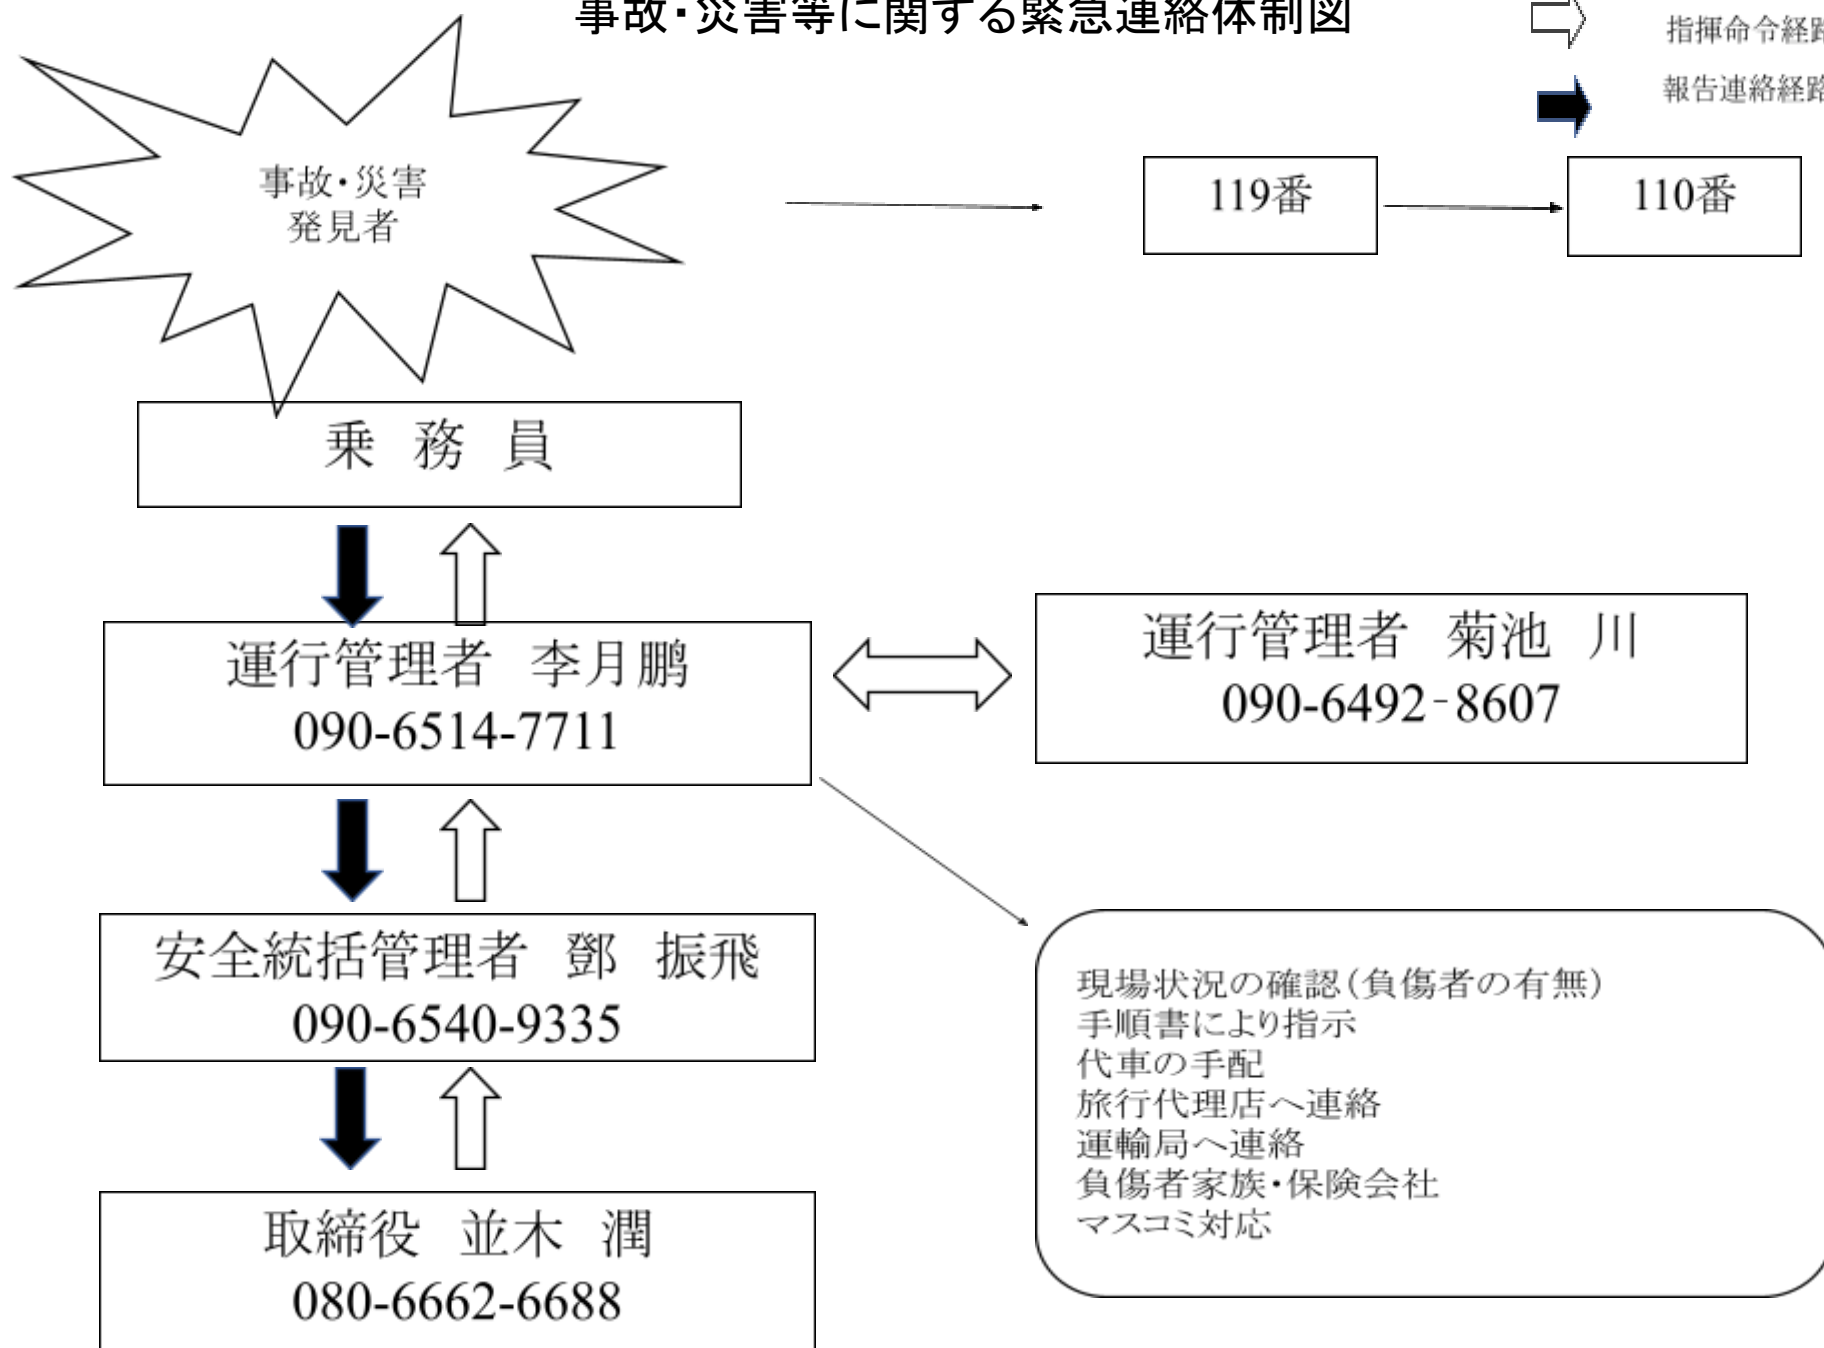 事故・災害等に関する緊急連絡体制図
指揮命令経路
報告連絡経路
事故・災害
発見者
119番
110番
乗 務 員
運行管理者 李月鵬
090-6514-7711
運行管理者 菊池 川
090-6492-8607
安全統括管理者 鄧 振飛
090-6540-9335
現場状況の確認(負傷者の有無)
手順書により指示
代車の手配
旅行代理店へ連絡
運輸局へ連絡
負傷者家族・保険会社
マスコミ対応
取締役 並木 潤
080-6662-6688